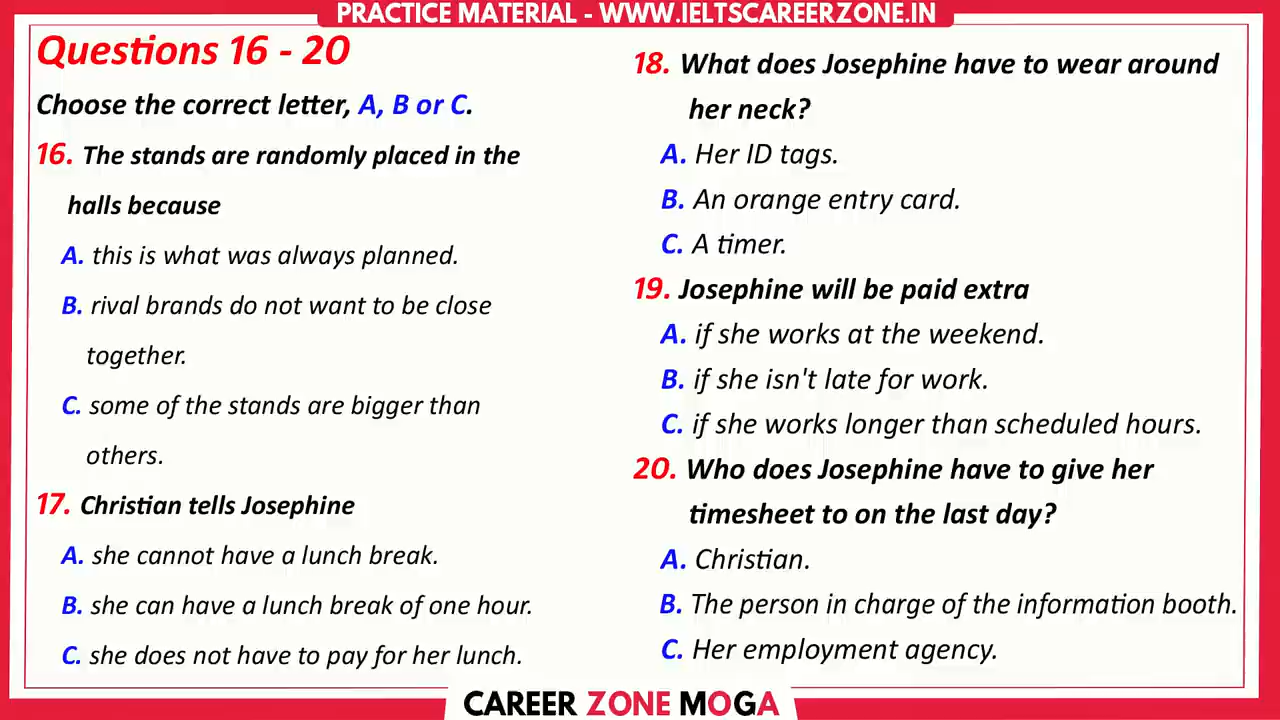 PRACTICE MATERIAL - WWW.IELTSCAREERZONE.IN
Questions 16 - 20
Choose the correct letter, A, B or C.
16. The stands are randomly placed in the
halls because
A. this is what was always planned.
B. rival brands do not want to be close
together.
C. some of the stands are bigger than
others.
17. Christian tells Josephine
A. she cannot have a lunch break.
B. she can have a lunch break of one hour.
C. she does not have to pay for her lunch.
18. What does Josephine have to wear around
her neck?
A. Her ID tags.
B. An orange entry card.
C. A timer.
19. Josephine will be paid extra
A. if she works at the weekend.
B. if she isn't late for work.
C. if she works longer than scheduled hours.
20. Who does Josephine have to give her
timesheet to on the last day?
A. Christian.
B. The person in charge of the information booth.
C. Her employment agency.
CAREER ZONE MOGA